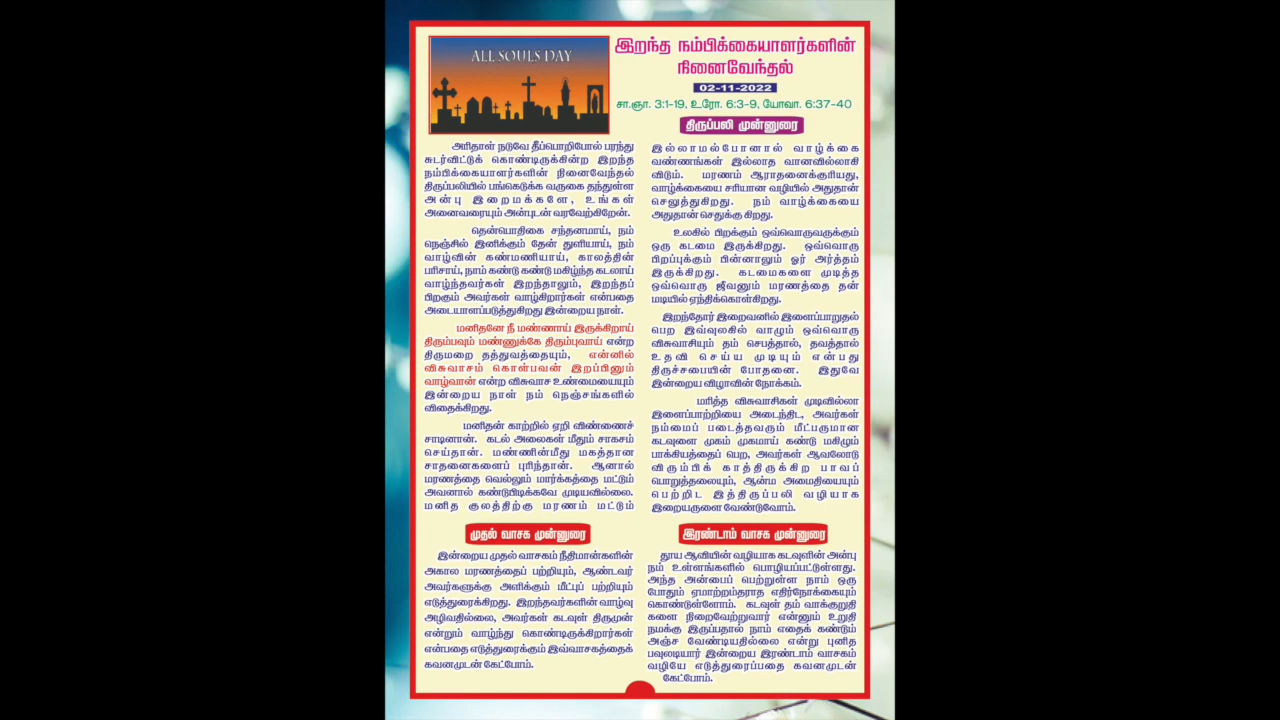 ALL SOULS DAY
இறந்த நம்பிக்கையாளர்களின்
நினைவேந்தல்
02-11-2022
சா.ஞா. 3:1-19, உரோ. 6:3-9, யோவா. 6:37-40
திருப்பலி முன்னுரை
அரிதாள் நடுவே தீப்பொறிபோல் பரந்து
சுடர்விட்டுக் கொண்டிருக்கின்ற இறந்த
நம்பிக்கையாளர்களின் நினைவேந்தல்
திருப்பலியில் பங்கெடுக்க வருகை தந்துள்ள
அன்பு இறைமக்களே, உங்கள்
அனைவரையும் அன்புடன் வரவேற்கிறேன்.
தென்பொதிகை சந்தனமாய், நம்
நெஞ்சில் இனிக்கும் தேன் துளியாய், நம்
வாழ்வின் கண்மணியாய், காலத்தின்
பரிசாய், நாம் கண்டு கண்டு மகிழ்ந்த கடலாய்
வாழ்ந்தவர்கள் இறந்தாலும், இறந்தப்
பிறகும் அவர்கள் வாழ்கிறார்கள் என்பதை
அடையாளப்படுத்துகிறது இன்றைய நாள்.
மனிதனே நீ மண்ணாய் இருக்கிறாய்
திரும்பவும் மண்ணுக்கே திரும்புவாய் என்ற
திருமறை தத்துவத்தையும், என்னில்
விசுவாசம் கொள்பவன் இறப்பினும்
வாழ்வான் என்ற விசுவாச உண்மையையும்
இன்றைய நாள் நம் நெஞ்சங்களில்
விதைக்கிறது.
மனிதன் காற்றில் ஏறி விண்ணைச்
சாடினான். கடல் அலைகள் மீதும் சாகசம்
செய்தான். மண்ணின்மீது மகத்தான
சாதனைகளைப் புரிந்தான். ஆனால்
மரணத்தை வெல்லும் மார்க்கத்தை மட்டும்
அவனால் கண்டுபிடிக்கவே முடியவில்லை.
மனித குலத்திற்கு மரணம் மட்டும்
இல்லாமல்போனால் வாழ்க்கை
வண்ணங்கள் இல்லாத வானவில்லாகி
விடும். மரணம் ஆராதனைக்குரியது,
வாழ்க்கையை சரியான வழியில் அதுதான்
செலுத்துகிறது. நம் வாழ்க்கையை
அதுதான் செதுக்கு கிறது.
உலகில் பிறக்கும் ஒவ்வொருவருக்கும்
ஒரு கடமை இருக்கிறது. ஒவ்வொரு
பிறப்புக்கும் பின்னாலும் ஓர் அர்த்தம்
இருக்கிறது. கடமைகளை முடித்த
ஒவ்வொரு ஜீவனும் மரணத்தை தன்
மடியில் ஏந்திக்கொள்கிறது.
இறந்தோர் இறைவனில் இளைப்பாறுதல்
பெற இவ்வுலகில் வாழும் ஒவ்வொரு
விசுவாசியும் தம் செபத்தால், தவத்தால்
உதவி செய்ய முடியும் என்பது
திருச்சபையின் போதனை. இதுவே
இன்றைய விழாவின் நோக்கம்.
மரித்த விசுவாசிகள் முடிவில்லா
இளைப்பாற்றியை அடைந்திட, அவர்கள்
நம்மைப் படைத்தவரும் மீட்பருமான
கடவுளை முகம் முகமாய் கண்டு மகிழும்
பாக்கியத்தைப் பெற, அவர்கள் ஆவலோடு
விரும்பிக் காத்திருக்கிற பாவப்
பொறுத்தலையும், ஆன்ம அமைதியையும்
பெற்றிட இத்திருப்பலி வழியாக
இறையருளை வேண்டுவோம்.
முதல் வாசக முன்னுரை
இன்றைய முதல் வாசகம் நீதிமான்களின்
அகால மரணத்தைப் பற்றியும், ஆண்டவர்
அவர்களுக்கு அளிக்கும் மீட்புப் பற்றியும்
எடுத்துரைக்கிறது. இறந்தவர்களின் வாழ்வு
அழிவதில்லை, அவர்கள் கடவுள் திருமுன்
என்றும் வாழ்ந்து கொண்டிருக்கிறார்கள்
என்பதை எடுத்துரைக்கும் இவ்வாசகத்தைக்
கவனமுடன் கேட்போம்.
இரண்டாம் வாசக முன்னுரை
தூய ஆவியின் வழியாக கடவுளின் அன்பு
நம் உள்ளங்களில் பொழியப்பட்டுள்ளது.
அந்த அன்பைப் பெற்றுள்ள நாம் ஒரு
போதும் ஏமாற்றம்தராத எதிர்நோக்கையும்
கொண்டுள்ளோம். கடவுள் தம் வாக்குறுதி
களை நிறைவேற்றுவார் என்னும் உறுதி
நமக்கு இருப்பதால் நாம் எதைக் கண்டும்
அஞ்ச வேண்டியதில்லை என்று புனித
பவுலடியார் இன்றைய இரண்டாம் வாசகம்
வழியே எடுத்துரைப்பதை கவனமுடன்
கேட்போம்.